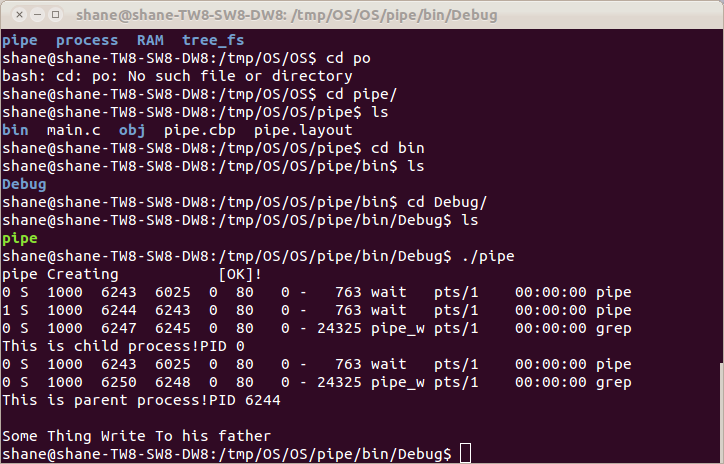 shane@shane-TW8-SW8-DW8: /tmp/OS/OS/pipe/bin/Debug
pipe  process  RAM  tree_fs
shane@shane-TW8-SW8-DW8:/tmp/OS/OS$ cd po
bash: cd: po: No such file or directory
shane@shane-TW8-SW8-DW8:/tmp/OS/OS$ cd pipe/
shane@shane-TW8-SW8-DW8:/tmp/OS/OS/pipe$ ls
bin  main.c  obj  pipe.cbp  pipe.layout
shane@shane-TW8-SW8-DW8:/tmp/OS/OS/pipe$ cd bin
shane@shane-TW8-SW8-DW8:/tmp/OS/OS/pipe/bin$ ls
Debug
shane@shane-TW8-SW8-DW8:/tmp/OS/OS/pipe/bin$ cd Debug/
shane@shane-TW8-SW8-DW8:/tmp/OS/OS/pipe/bin/Debug$ ls
pipe
shane@shane-TW8-SW8-DW8:/tmp/OS/OS/pipe/bin/Debug$ ./pipe
pipe Creating           [OK]!
0 S  1000  6243  6025  0  80   0 -   763 wait   pts/1    00:00:00 pipe
1 S  1000  6244  6243  0  80   0 -   763 wait   pts/1    00:00:00 pipe
0 S  1000  6247  6245  0  80   0 - 24325 pipe_w pts/1    00:00:00 grep
This is child process!PID 0
0 S  1000  6243  6025  0  80   0 -   763 wait   pts/1    00:00:00 pipe
0 S  1000  6250  6248  0  80   0 - 24325 pipe_w pts/1    00:00:00 grep
This is parent process!PID 6244
Some Thing Write To his father
shane@shane-TW8-SW8-DW8:/tmp/OS/OS/pipe/bin/Debug$